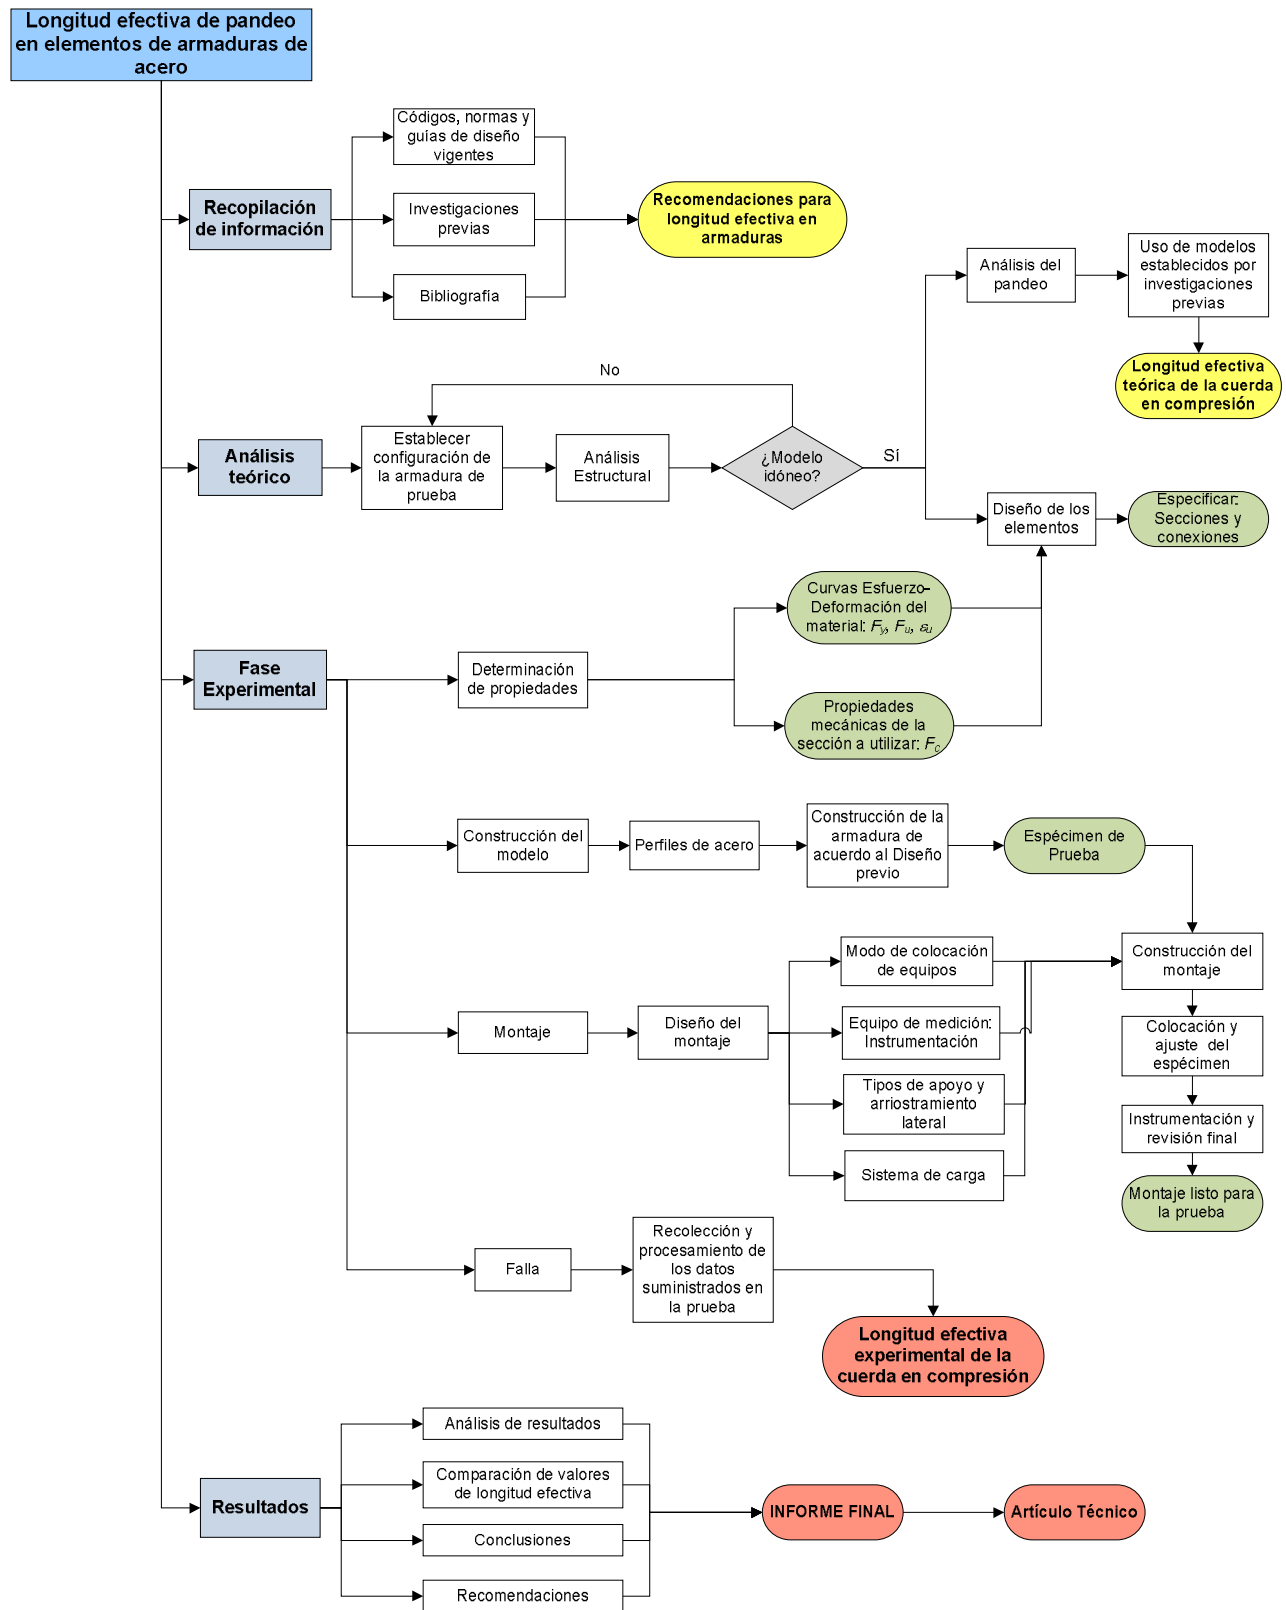 Longitud efectiva de pandeo
en elementos de armaduras de
acero
Recopilación
de información
Códigos, normas y
guías de diseño
vigentes
Investigaciones
previas
Bibliografía
Recomendaciones para
longitud efectiva en
armaduras
Análisis
teórico
Establecer
configuración de
la armadura de
prueba
Análisis
Estructural
¿Modelo
idóneo?
No
Sí
Análisis del
pandeo
Uso de modelos
establecidos por
investigaciones
previas
Longitud efectiva
teórica de la cuerda
en compresión
Diseño de los
elementos
Especificar:
Secciones y
conexiones
Fase
Experimental
Determinación
de propiedades
Curvas Esfuerzo-
Deformación del
material: Fy, Fu, εu
Propiedades
mecánicas de la
sección a utilizar: Fc
Construcción del
modelo
Perfiles de acero
Construcción de la
armadura de
acuerdo al Diseño
previo
Espécimen de
Prueba
Montaje
Diseño del
montaje
Modo de colocación
de equipos
Equipo de medición:
Instrumentación
Tipos de apoyo y
arriostramiento
lateral
Sistema de carga
Construcción del
montaje
Colocación y
ajuste  del
espécimen
Instrumentación y
revisión final
Montaje listo para
la prueba
Falla
Recolección y
procesamiento de
los datos
suministrados en
la prueba
Longitud efectiva
experimental de la
cuerda en compresión
Resultados
Análisis de resultados
Comparación de valores
de longitud efectiva
Conclusiones
Recomendaciones
INFORME FINAL
Artículo Técnico